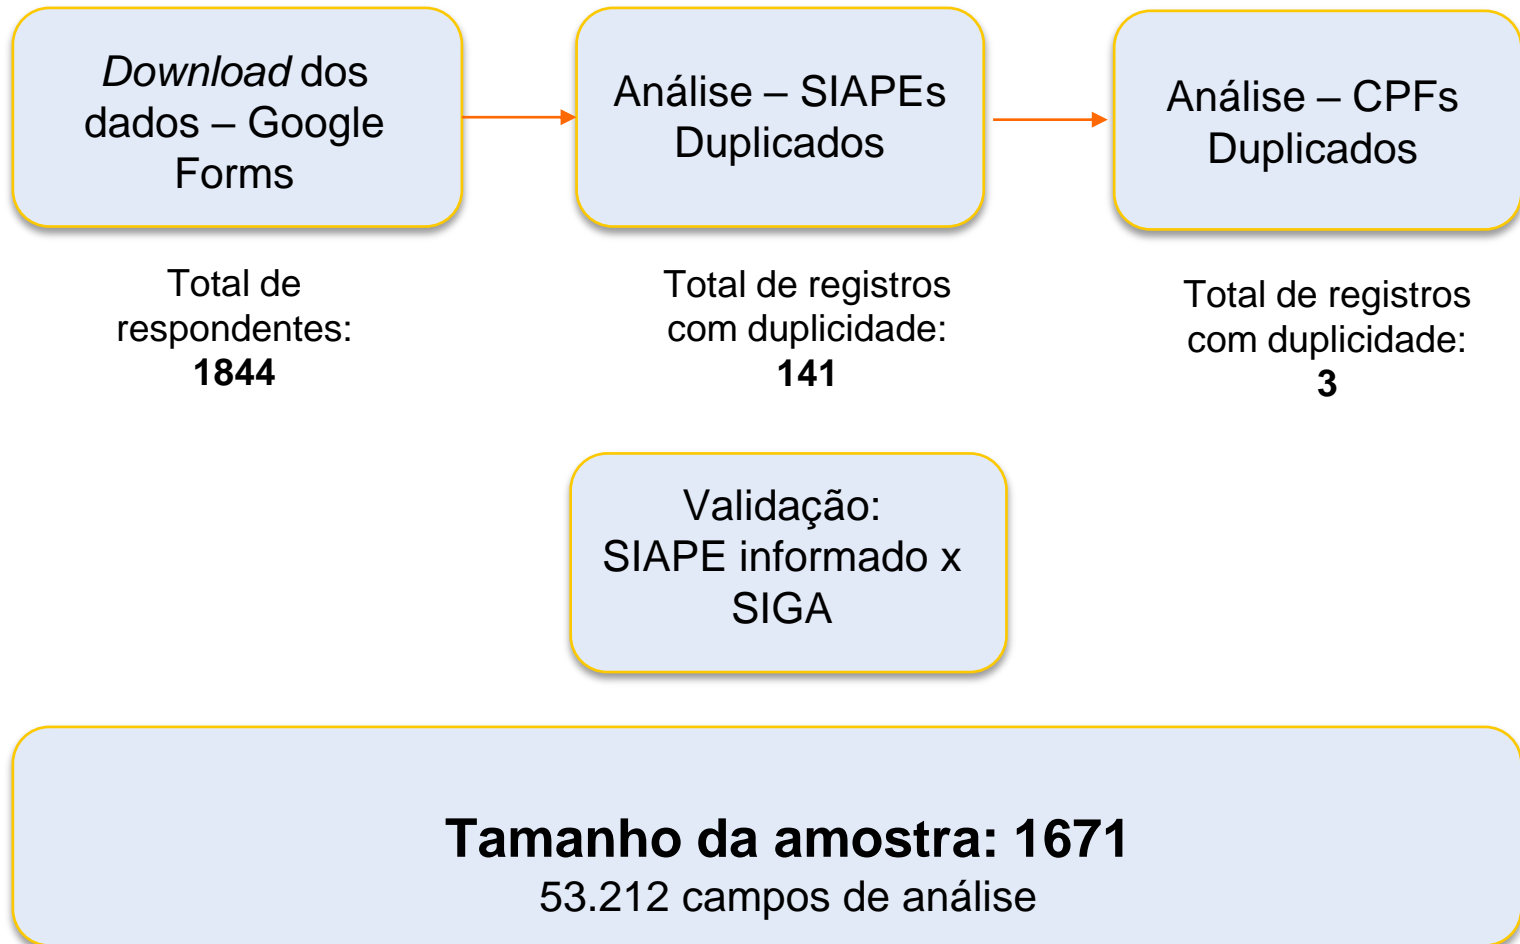 Download dos
dados – Google
Forms
Análise – SIAPEs
Duplicados
Análise – CPFs
Duplicados
Total de
respondentes:
1844
Total de registros
com duplicidade:
141
Total de registros
com duplicidade:
3
Validação:
SIAPE informado x
SIGA
Tamanho da amostra: 1671
53.212 campos de análise